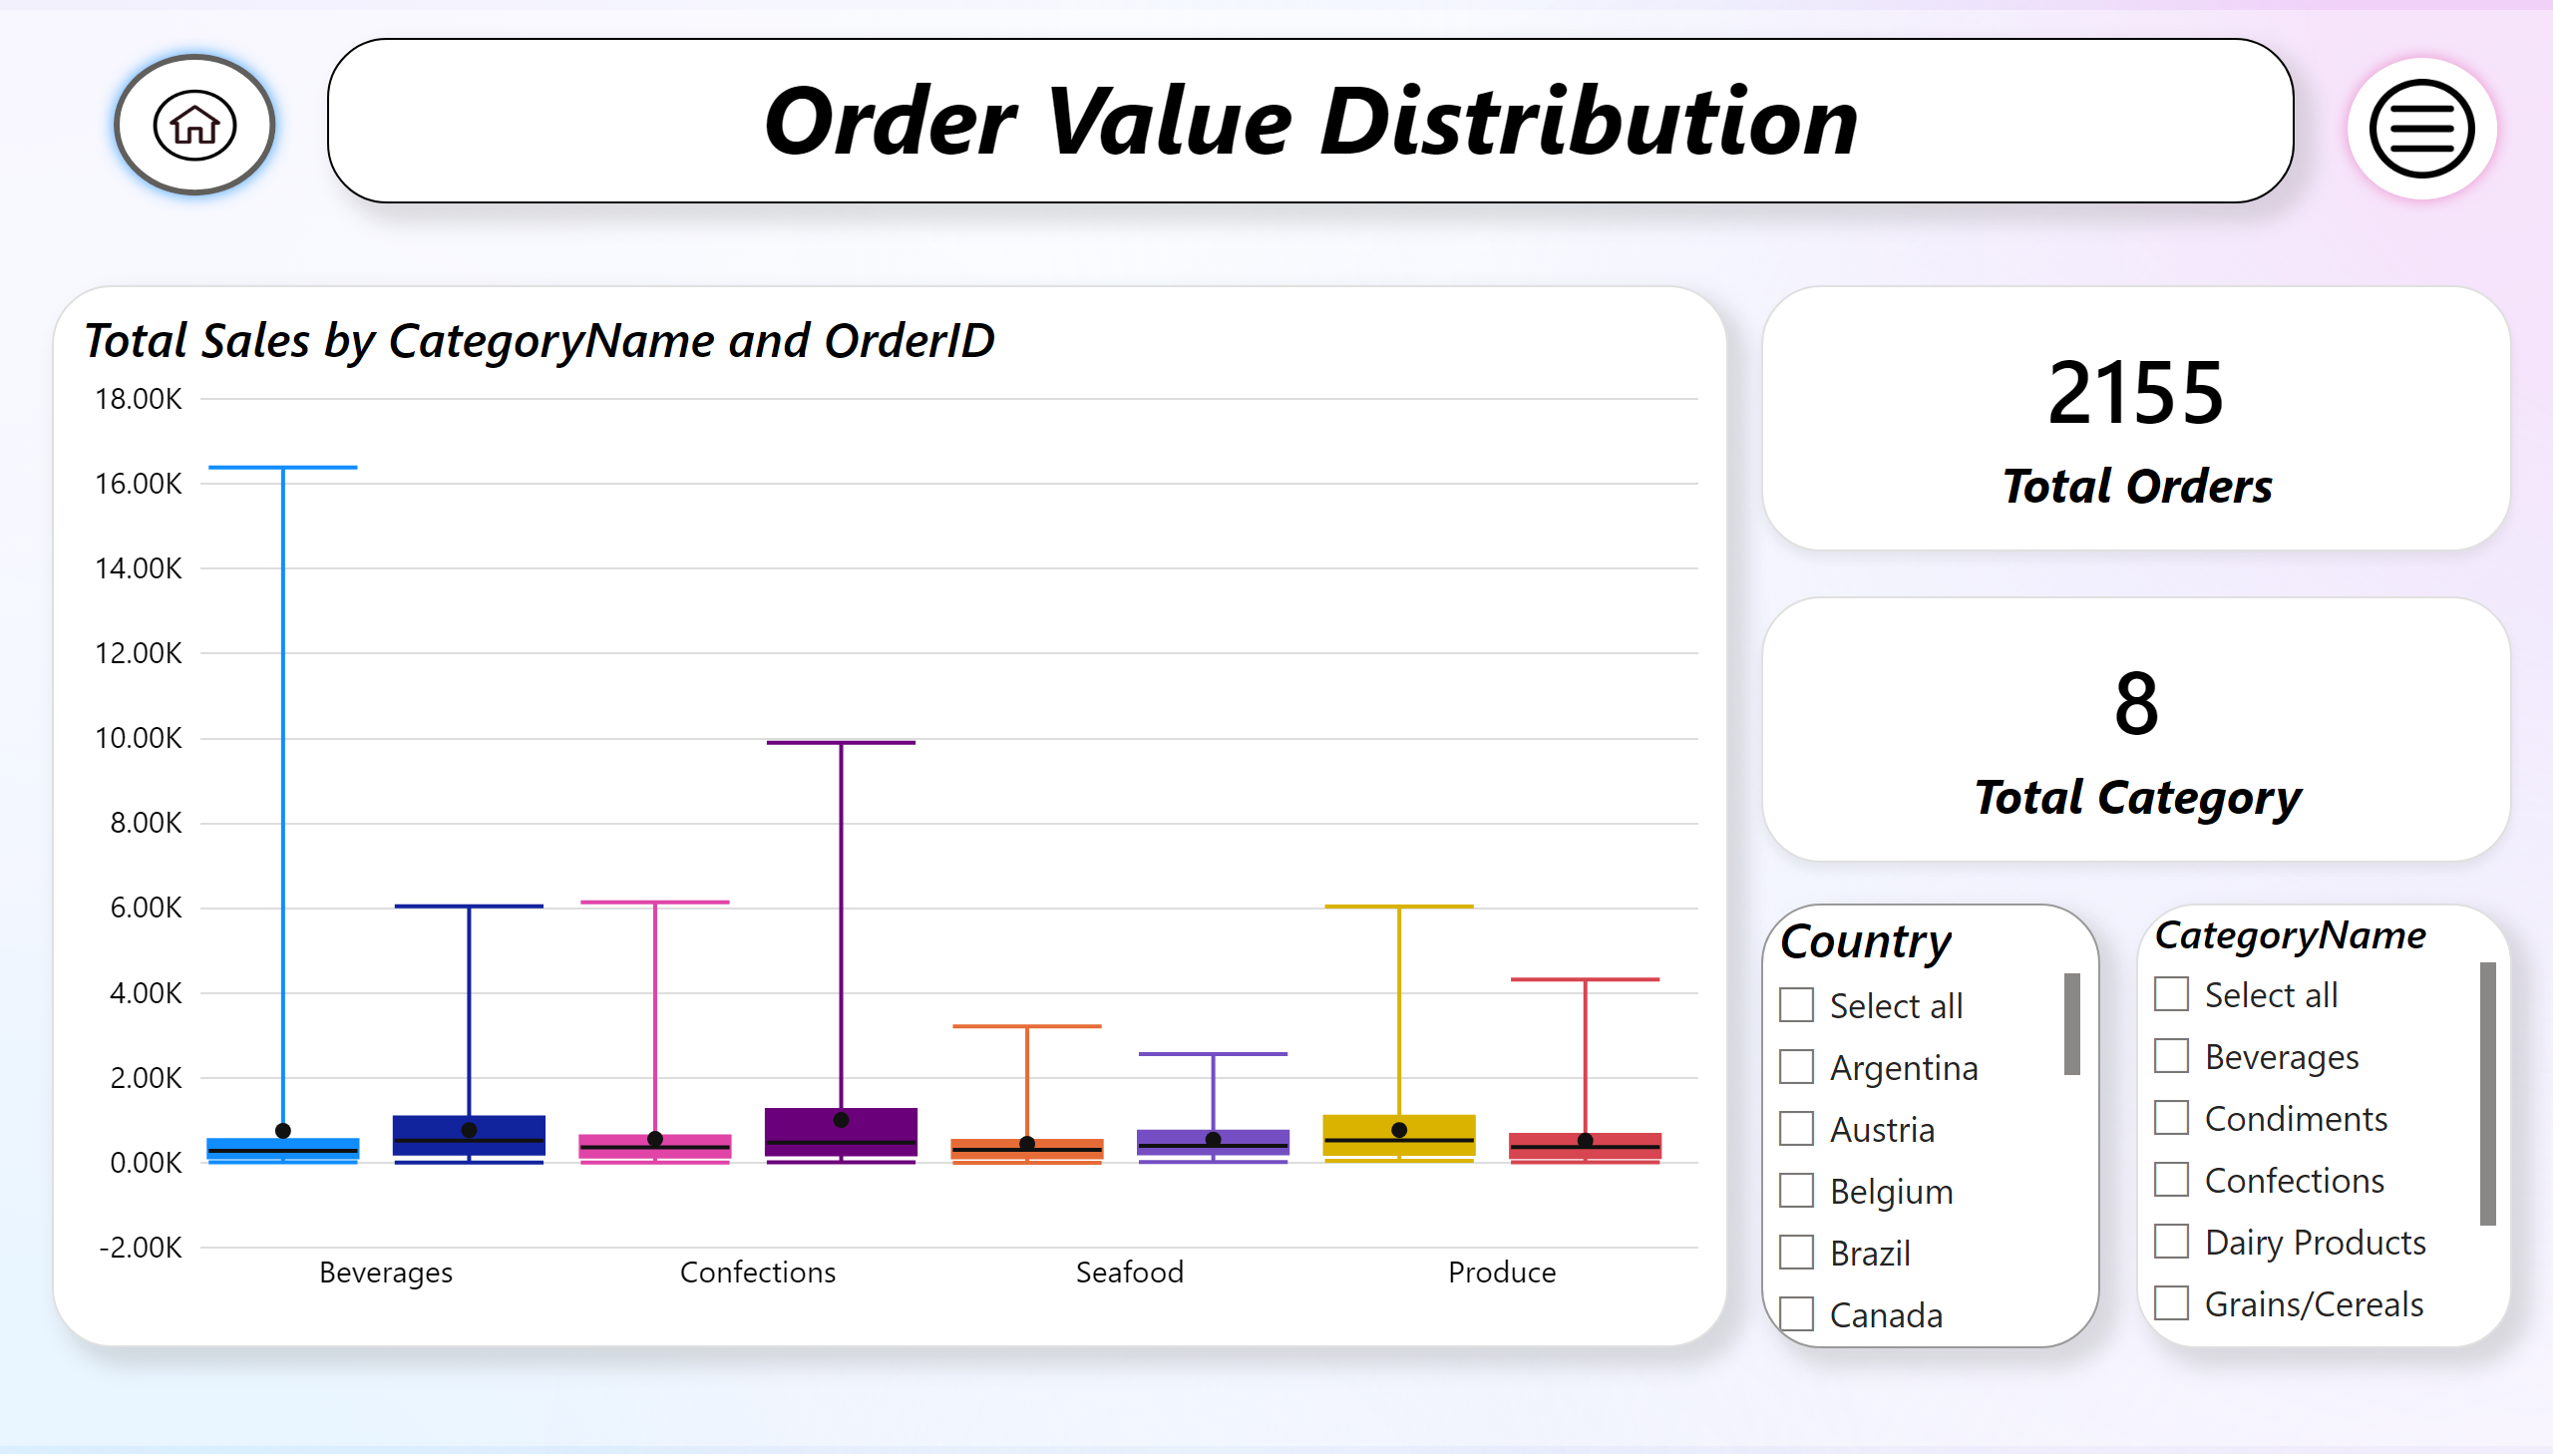 Order Value Distribution
Total Sales by CategoryName and OrderID
18.00K
16.00K
14.00K
12.00K
10.00K
8.00K
6.00K
4.00K
2.00K
0.00K
-2.00K
Beverages Confections Seafood Produce
2155
Total Orders
8
Total Category
Country
Select all
Argentina
Austria
Belgium
Brazil
Canada
CategoryName
Select all
Beverages
Condiments
Confections
Dairy Products
Grains/Cereals